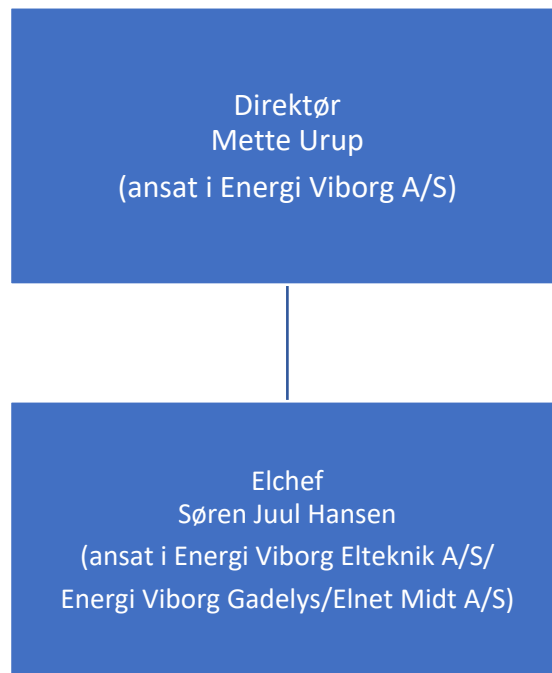 Direktør
Mette Urup
(ansat i Energi Viborg A/S)
Elchef
Søren Juul Hansen
(ansat i Energi Viborg Elteknik A/S/
Energi Viborg Gadelys/Elnet Midt A/S)